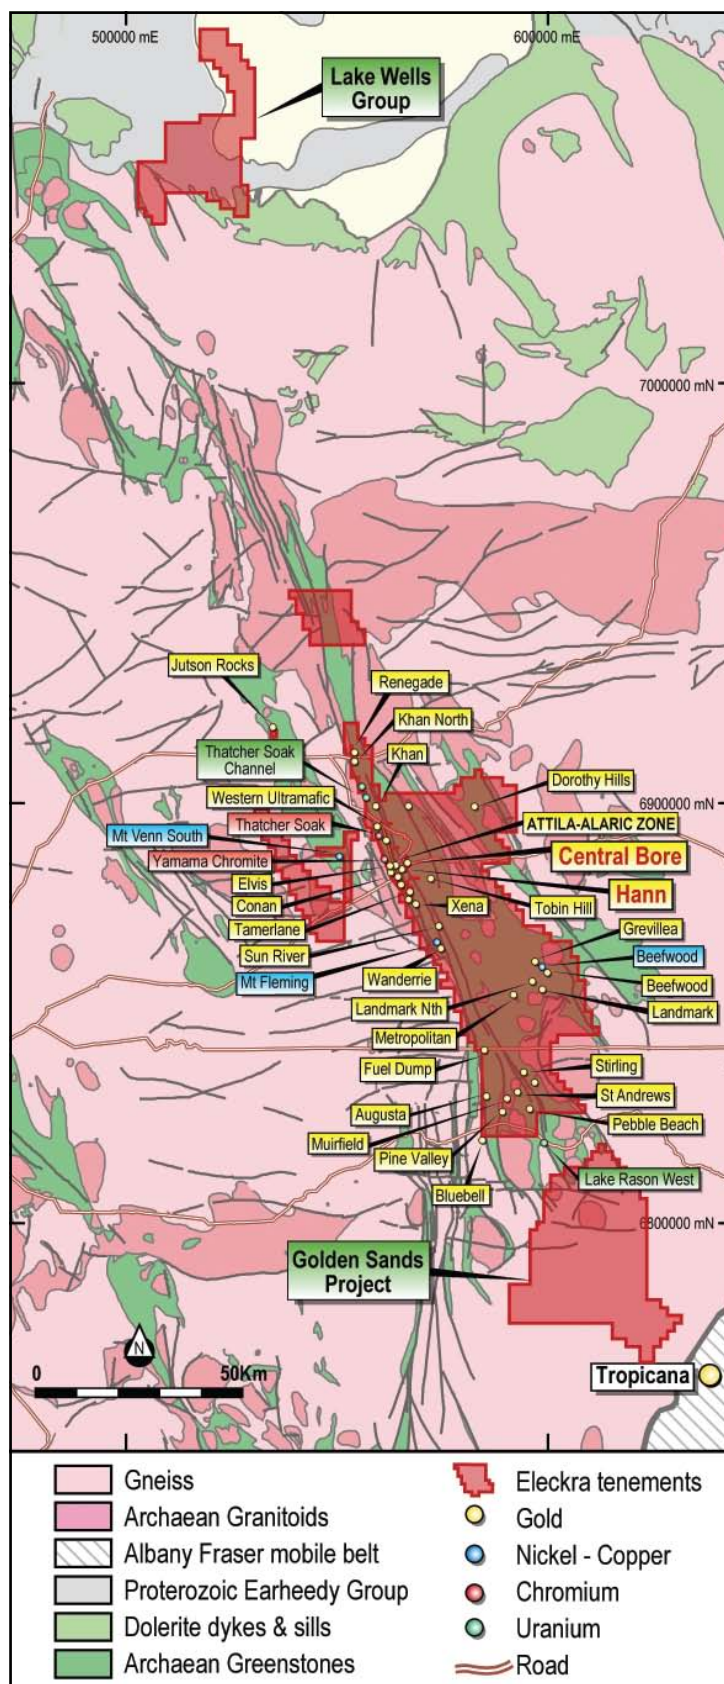 500000 mE
600000 mE
Lake Wells
Group
7000000 mN
Jutson Rocks
Renegade
Khan North
Thatcher Soak
Channel
Khan
Western Ultramafic
Dorothy Hills
6900000 mN
Mt Venn South
Thatcher Soak
ATTILA-ALARIC ZONE
Yamama Chromite
Central Bore
Elvis
Hann
Conan
Xena
Tobin Hill
Tamerlane
Grevillea
Sun River
Beefwood
Mt Fleming
Wanderrie
Beefwood
Landmark Nth
Landmark
Metropolitan
Fuel Dump
Stirling
St Andrews
Augusta
Pebble Beach
Muirfield
Pine Valley
Lake Rason West
Bluebell
6800000 mN
Golden Sands
Project
N
0
50Km
Tropicana
Gneiss
Archaean Granitoids
Albany Fraser mobile belt
Proterozoic Earheedy Group
Dolerite dykes & sills
Archaean Greenstones
Eleckra tenements
Gold
Nickel - Copper
Chromium
Uranium
Road